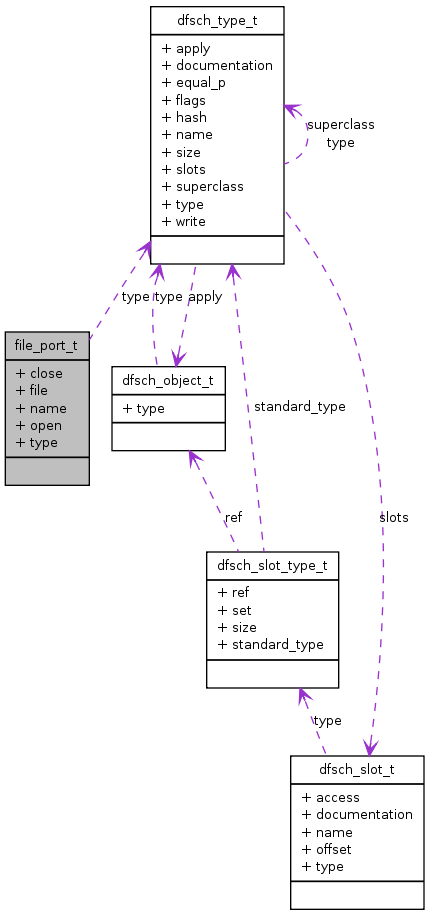 dfsch_type_t
+ apply
+ documentation
+ equal_p
+ flags
+ hash
+ name
+ size
+ slots
+ superclass
+ type
+ write
superclass
type
type
type
apply
file_port_t
+ close
+ file
+ name
+ open
+ type
dfsch_object_t
+ type
standard_type
ref
slots
dfsch_slot_type_t
+ ref
+ set
+ size
+ standard_type
type
dfsch_slot_t
+ access
+ documentation
+ name
+ offset
+ type